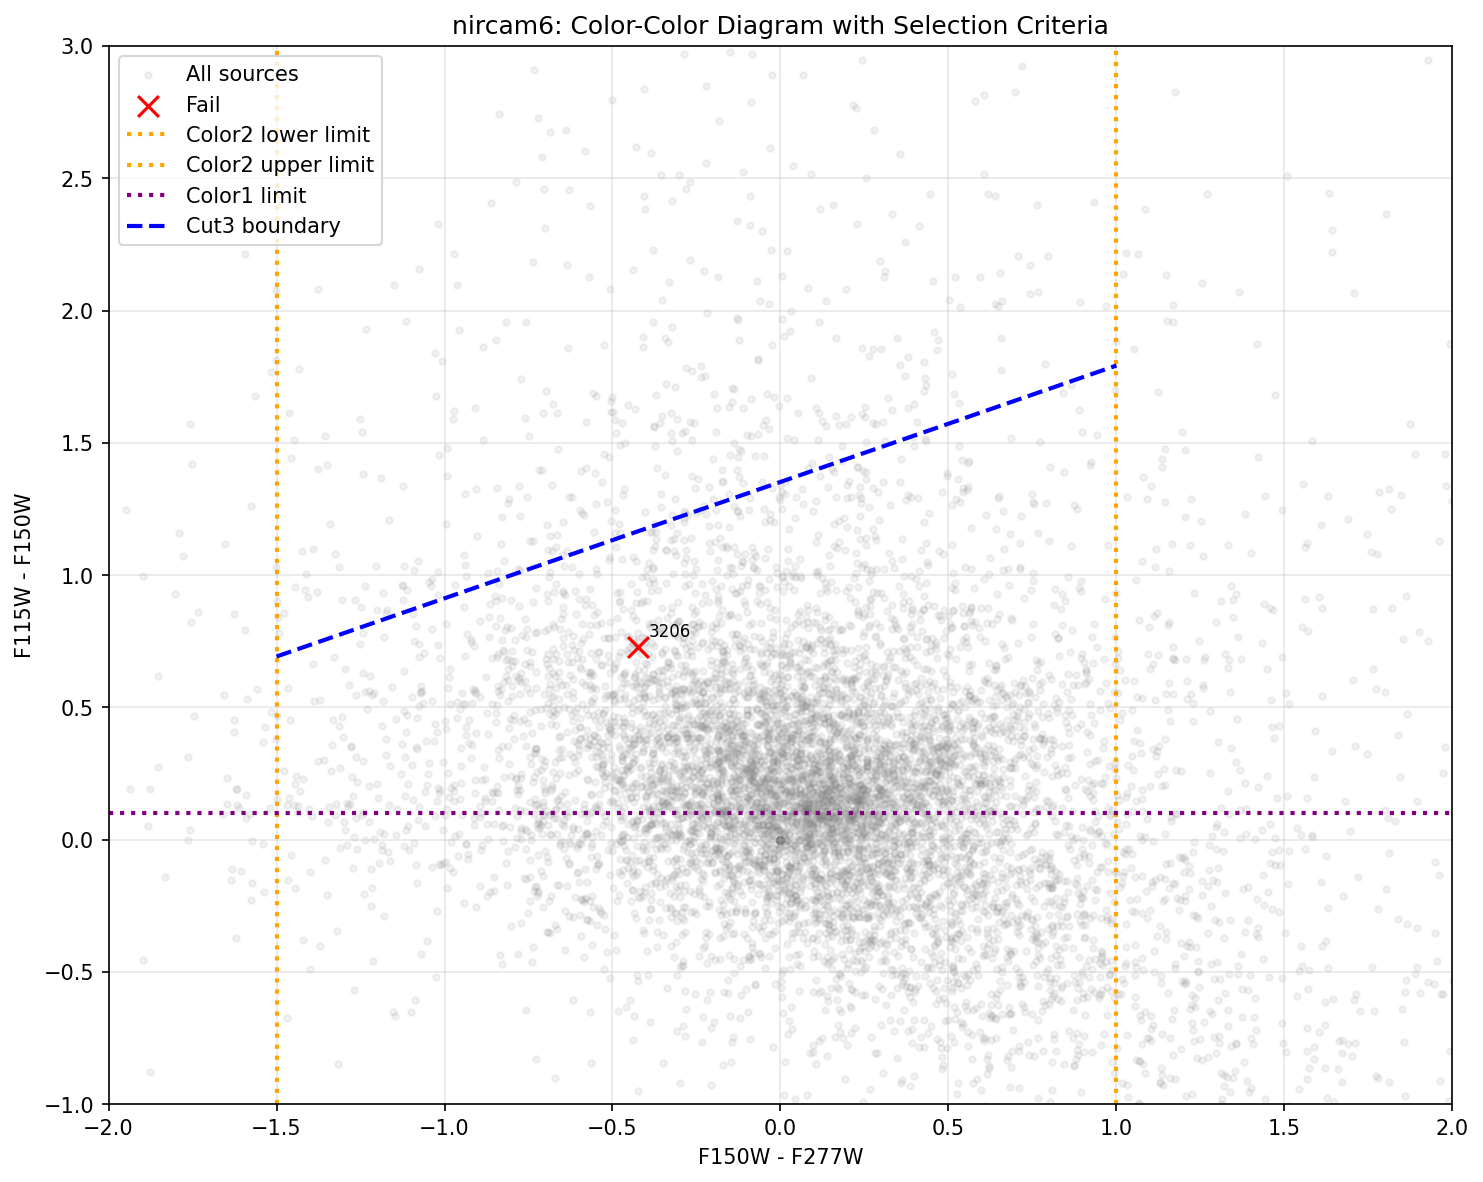 nircam6: Color-Color Diagram with Selection Criteria
3.0
2.5
2.0
1.5
1.0
0.5
0.0
−0.5
−1.0
F115W - F150W
All sources
Fail
Color2 lower limit
Color2 upper limit
Color1 limit
Cut3 boundary
3206
−2.0 −1.5 −1.0 −0.5 0.0 0.5 1.0 1.5 2.0
F150W - F277W